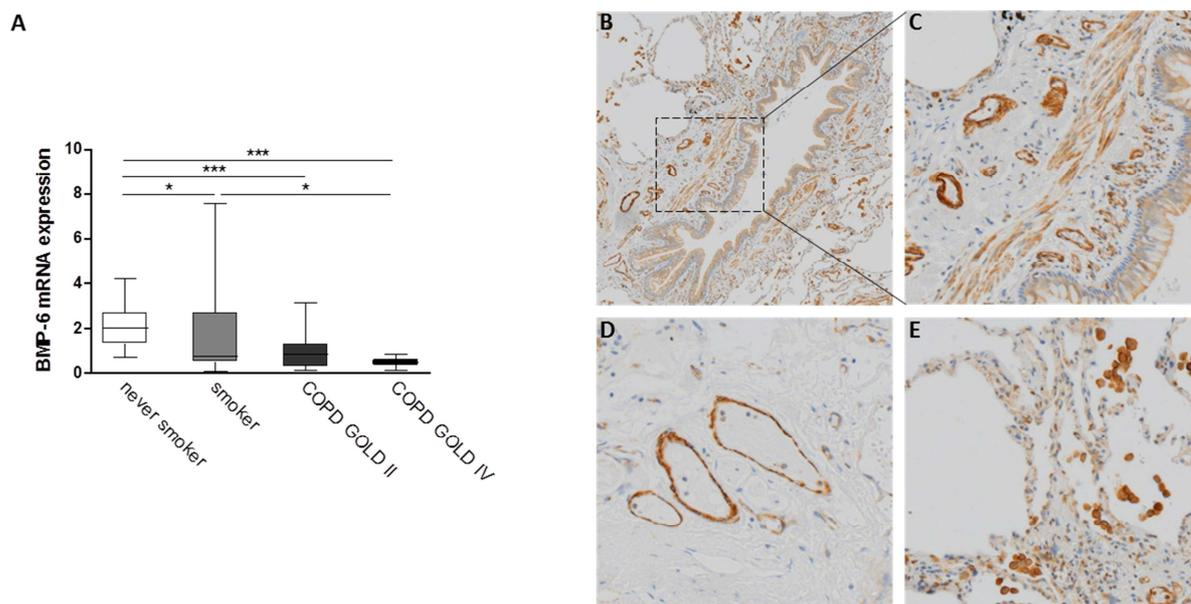 A
BMP-6 mRNA expression
10
8
6
4
2
0
***
***
* *
never smoker
smoker
COPD GOLD II
COPD GOLD IV
B
C
D
E